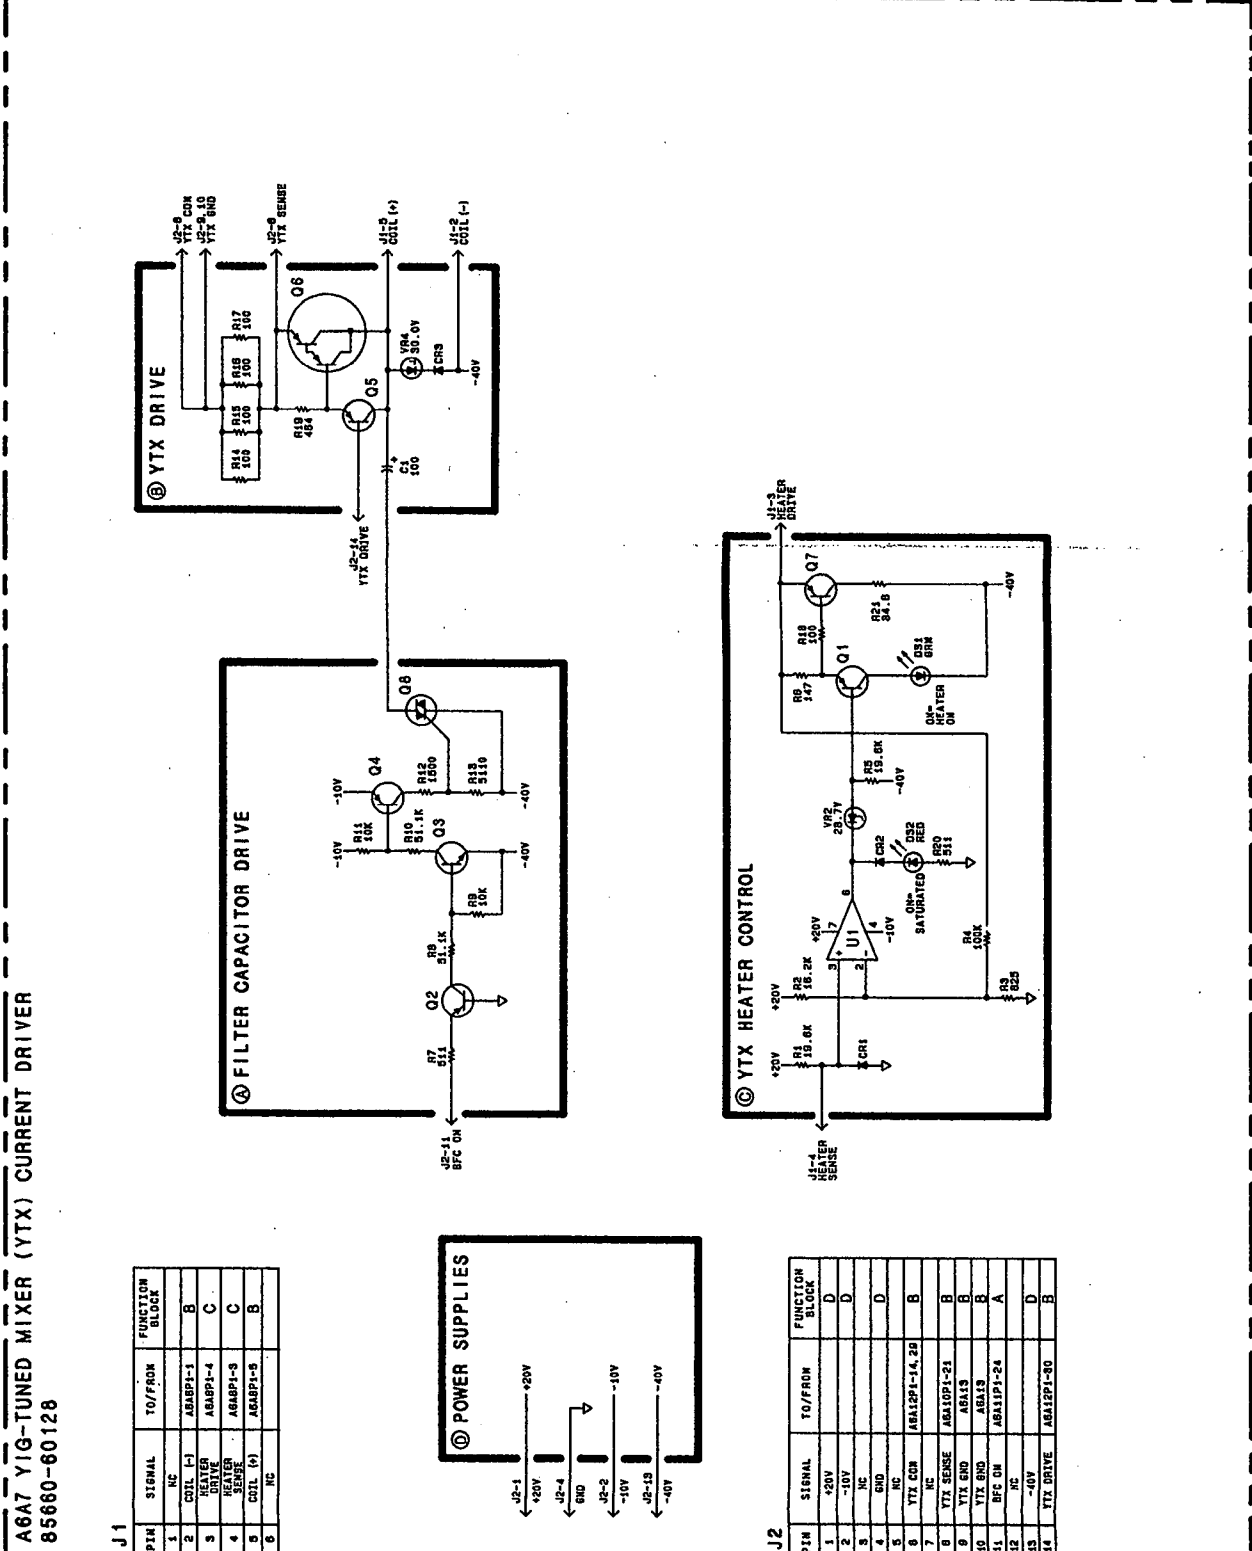 A6A7 YIG-TUNED MIXER (YTX) CURRENT DRIVER
85660-60128
J1
PIN SIGNAL TO/FROM FUNCTION BLOCK
1 NC
2 COIL (-) A6A8P1-1 B
3 HEATER DRIVE A6A8P1-4 C
4 HEATER SENSE A6A8P1-3 C
5 COIL (+) A6A8P1-5 B
6 NC
Ⓐ FILTER CAPACITOR DRIVE
J2-11
BFC ON
R7
511
Q2
R8
51.1K
R9
10K
Q3
-40V
R10
51.1K
R11
10K
-10V
Q4
-10V
R12
1500
R13
5110
-40V
Q8
Ⓑ YTX DRIVE
J2-14
YTX DRIVE
R14
100
R15
100
R16
100
R17
100
R19
464
Q5
Q6
C1
100
+
VR4
30.0V
CR3
-40V
J2-6
YTX COM
J2-9,10
YTX GND
J2-8
YTX SENSE
J1-5
COIL (+)
J1-2
COIL (-)
Ⓓ POWER SUPPLIES
J2-1
+20V
+20V
J2-4
GND
J2-2
-10V
-10V
J2-13
-40V
-40V
Ⓒ YTX HEATER CONTROL
J1-4
HEATER
SENSE
+20V
R1
19.6K
CR1
+20V
R2
16.2K
R3
825
R4
100K
3 +
2 -
U1
+20V
7
4
-10V
6
CR2
DS2
RED
ON=
SATURATED
R20
511
VR2
28.7V
R5
19.6K
-40V
R6
147
Q1
DS1
GRN
ON=
HEATER
ON
R18
100
Q7
R21
34.8
-40V
J1-3
HEATER
DRIVE
J2
PIN SIGNAL TO/FROM FUNCTION BLOCK
1 +20V D
2 -10V D
3 NC
4 GND D
5 NC
6 YTX COM A6A12P1-14,29 B
7 NC
8 YTX SENSE A6A10P1-21 B
9 YTX GND A6A13 B
10 YTX GND A6A13 B
11 BFC ON A6A11P1-24 A
12 NC
13 -40V D
14 YTX DRIVE A6A12P1-30 B